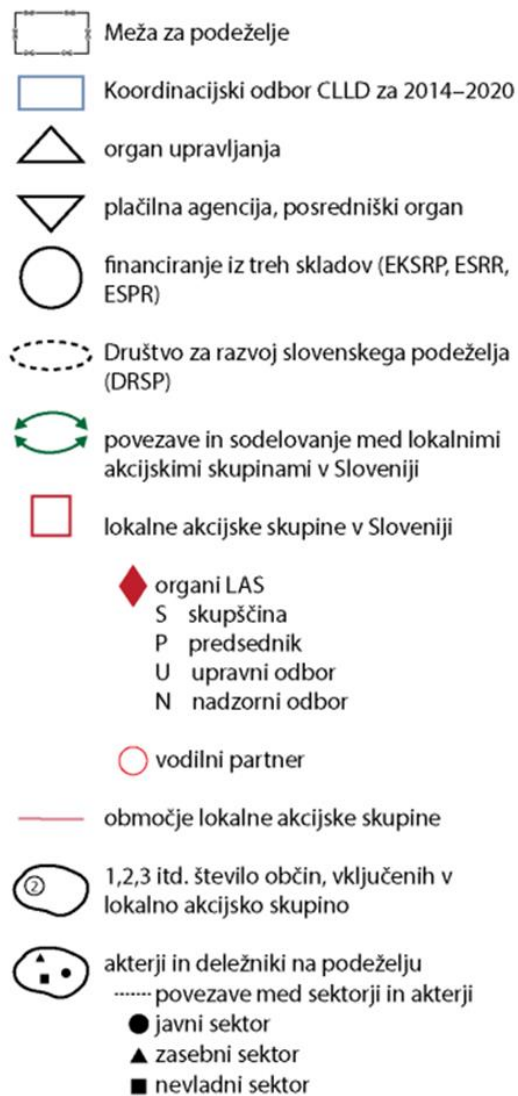 Meža za podeželje
Koordinacijski odbor CLLD za 2014–2020
organ upravljanja
plačilna agencija, posredniški organ
financiranje iz treh skladov (EKSRP, ESRR,
ESPR)
Društvo za razvoj slovenskega podeželja
(DRSP)
povezave in sodelovanje med lokalnimi
akcijskimi skupinami v Sloveniji
lokalne akcijske skupine v Sloveniji
organi LAS
S skupščina
P predsednik
U upravni odbor
N nadzorni odbor
vodilni partner
območje lokalne akcijske skupine
2
1,2,3 itd. število občin, vključenih v
lokalno akcijsko skupino
akterji in deležniki na podeželju
povezave med sektorji in akterji
javni sektor
zasebni sektor
nevladni sektor